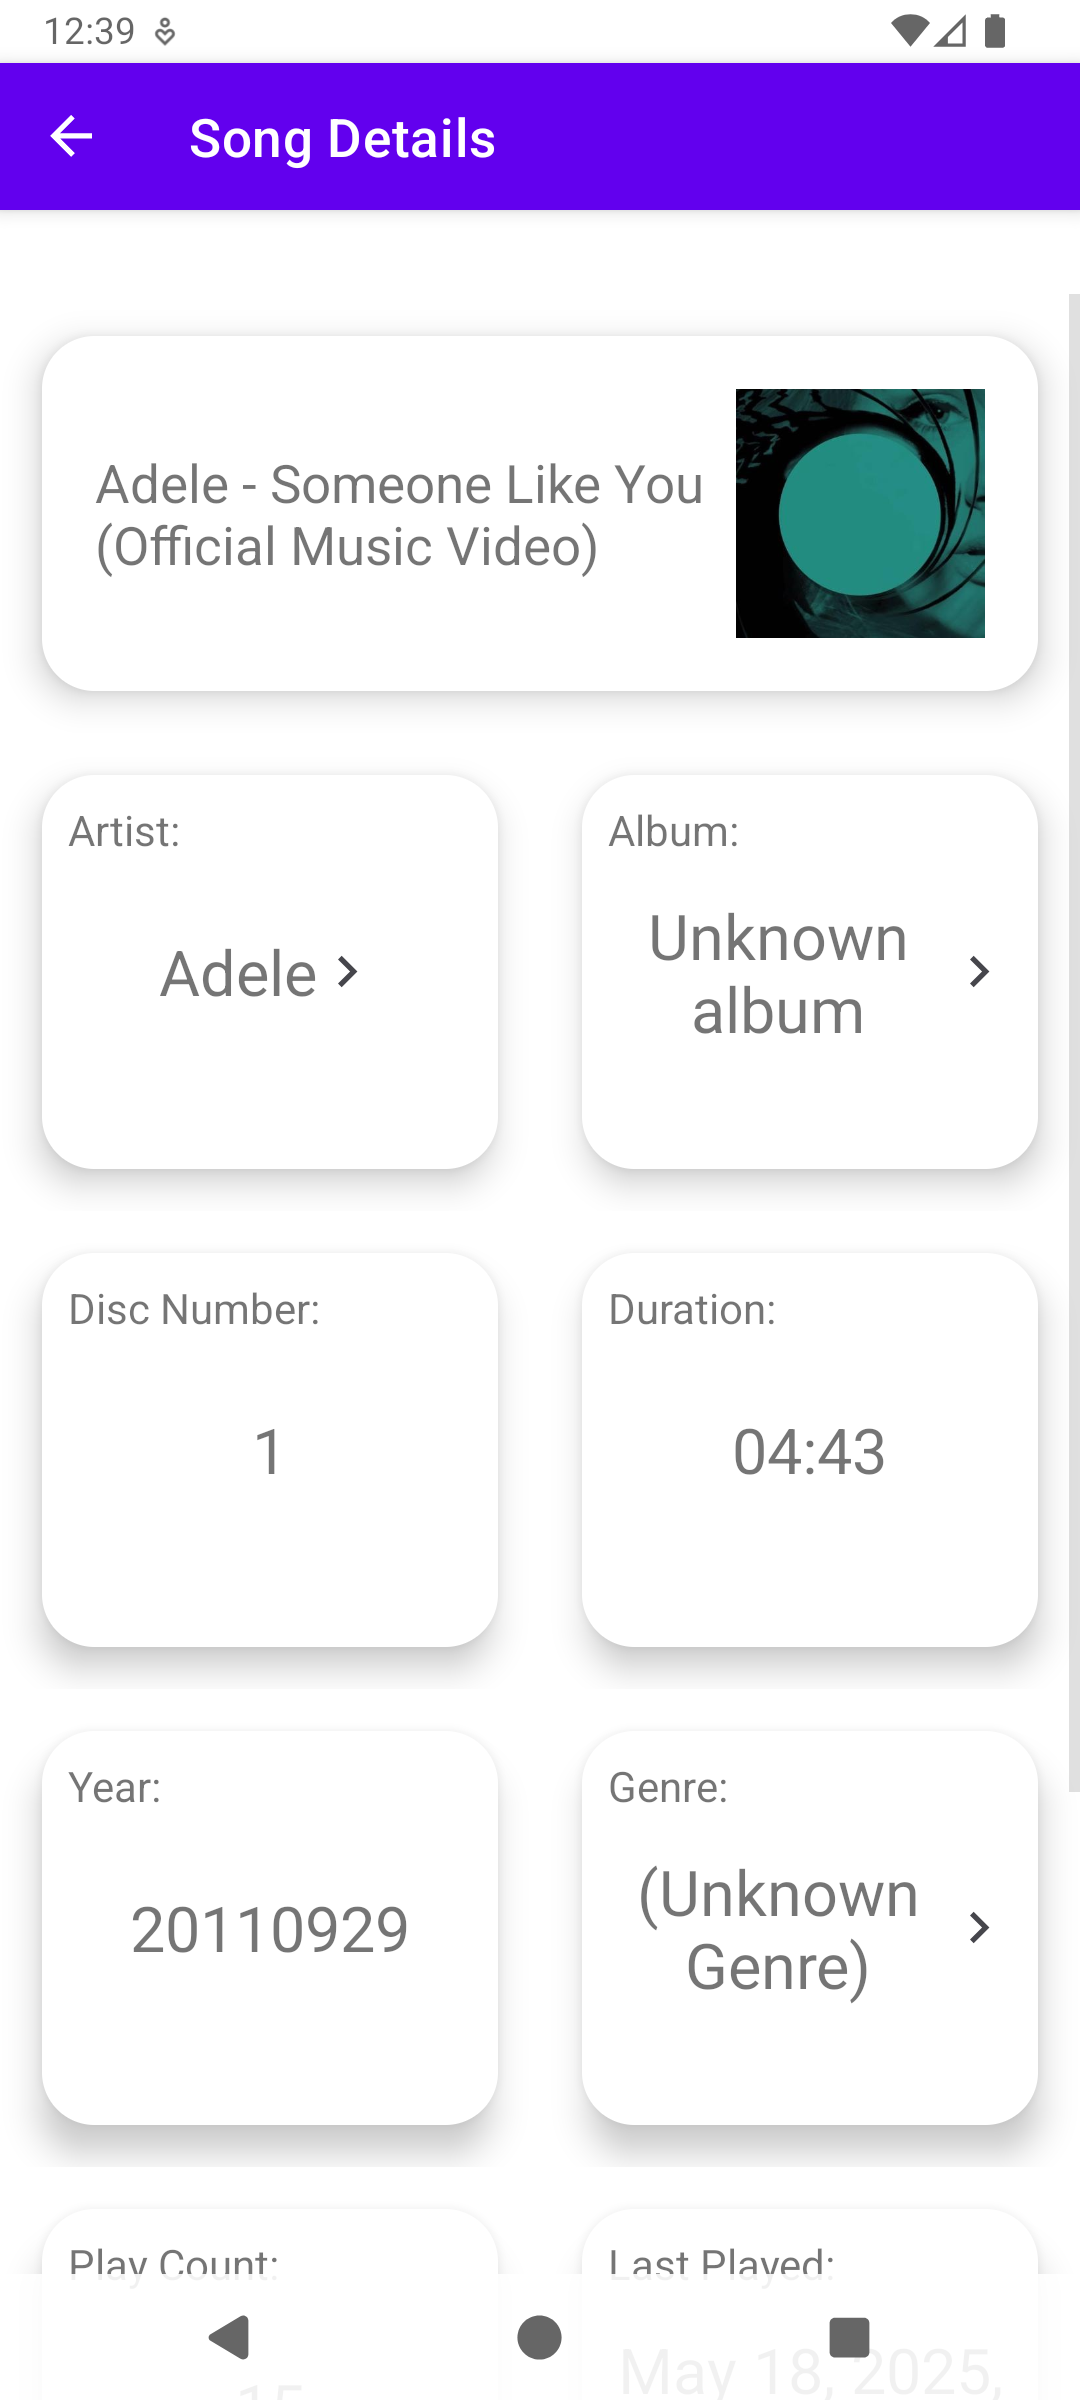 12:39
Song Details
Adele - Someone Like You
(Official Music Video)
Artist:
Adele
Album:
Unknown
album
Disc Number:
1
Duration:
04:43
Year:
20110929
Genre:
(Unknown
Genre)
Play Count:
15
Last Played:
May 18, 2025,